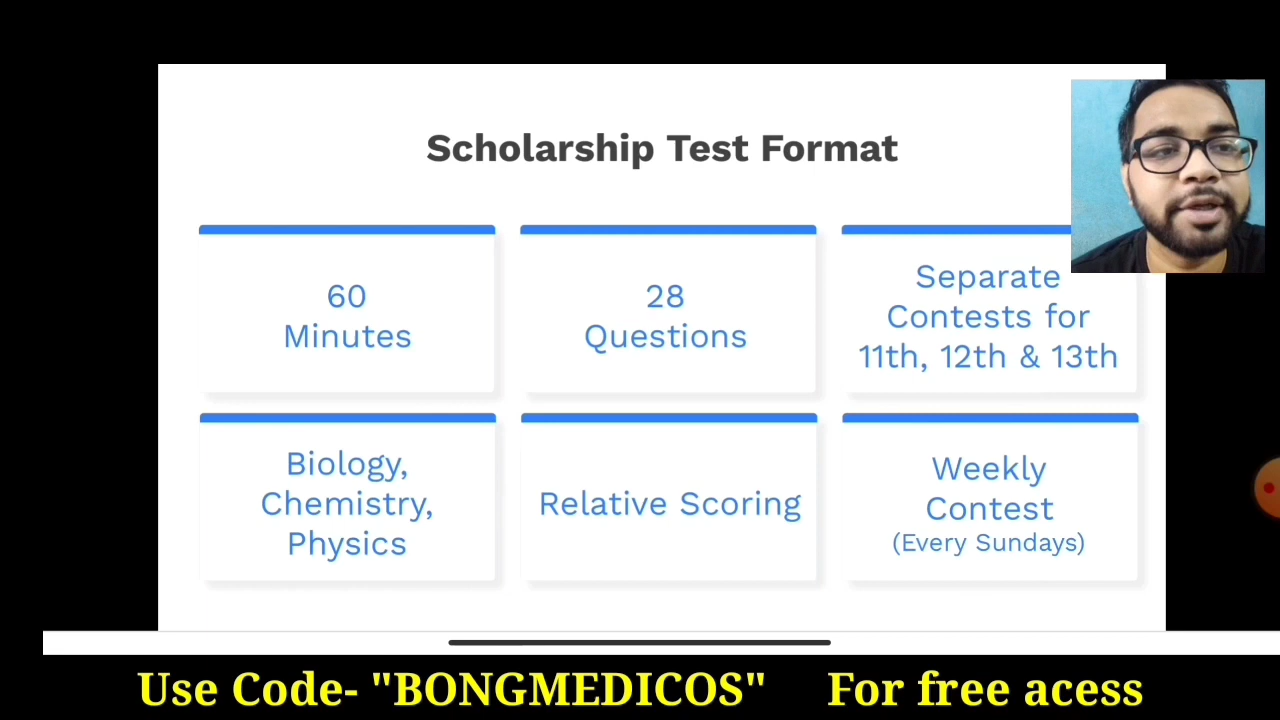 Scholarship Test Format
60
Minutes
28
Questions
Separate
Contests for
11th, 12th & 13th
Biology,
Chemistry,
Physics
Relative Scoring
Weekly
Contest
(Every Sundays)
Use Code- "BONGMEDICOS" For free acess